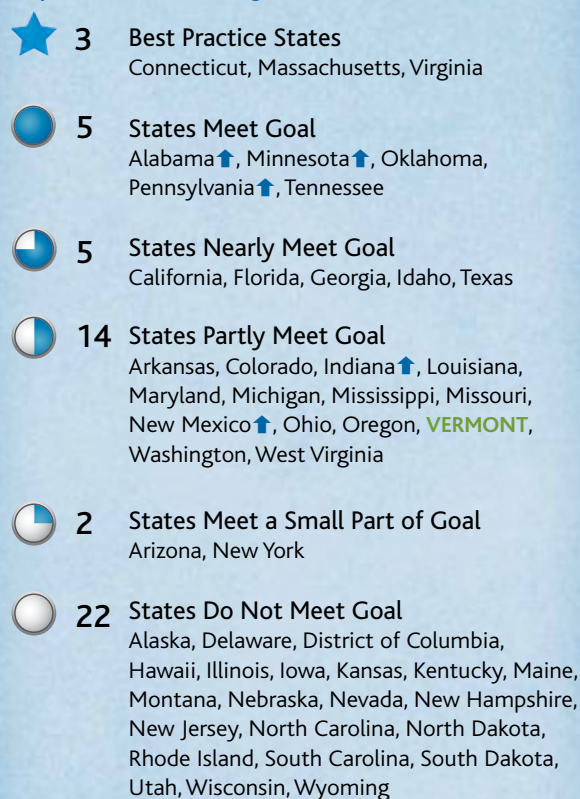 3 Best Practice States
Connecticut, Massachusetts, Virginia
5 States Meet Goal
Alabama⬆, Minnesota⬆, Oklahoma,
Pennsylvania⬆, Tennessee
5 States Nearly Meet Goal
California, Florida, Georgia, Idaho, Texas
14 States Partly Meet Goal
Arkansas, Colorado, Indiana⬆, Louisiana,
Maryland, Michigan, Mississippi, Missouri,
New Mexico⬆, Ohio, Oregon, VERMONT,
Washington, West Virginia
2 States Meet a Small Part of Goal
Arizona, New York
22 States Do Not Meet Goal
Alaska, Delaware, District of Columbia,
Hawaii, Illinois, Iowa, Kansas, Kentucky, Maine,
Montana, Nebraska, Nevada, New Hampshire,
New Jersey, North Carolina, North Dakota,
Rhode Island, South Carolina, South Dakota,
Utah, Wisconsin, Wyoming